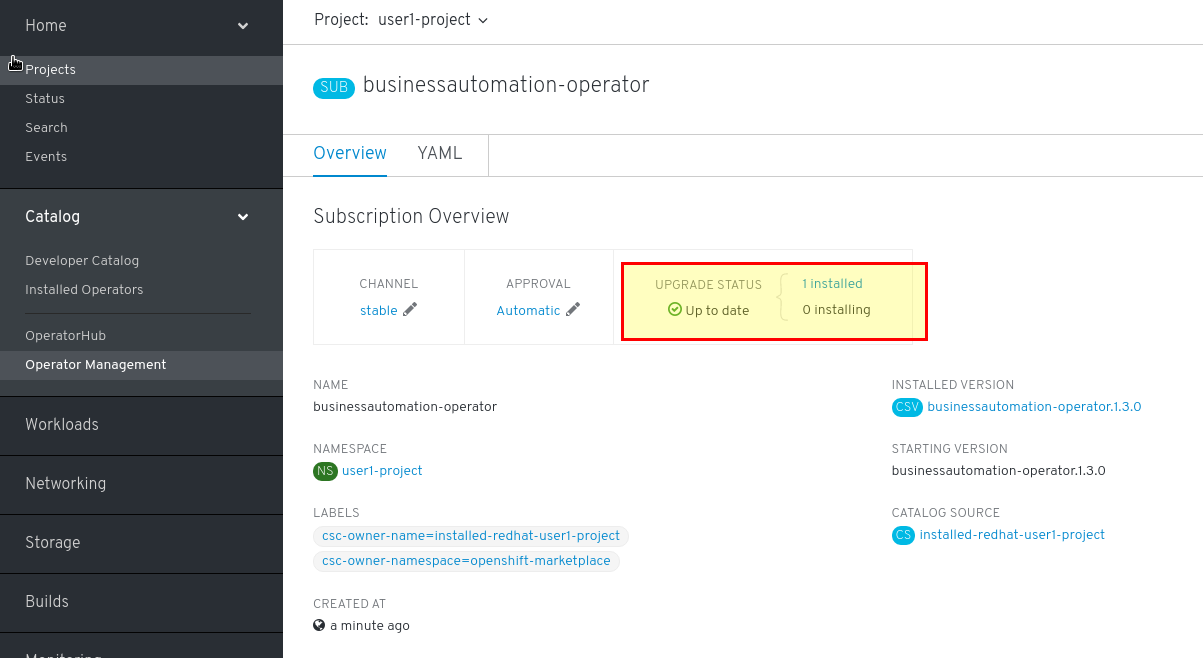 Home
Projects
Status
Search
Events
Catalog
Developer Catalog
Installed Operators
OperatorHub
Operator Management
Workloads
Networking
Storage
Builds
Monitoring
Project: user1-project
SUB businessautomation-operator
Overview YAML
Subscription Overview
CHANNEL
stable
APPROVAL
Automatic
UPGRADE STATUS
Up to date
1 installed
0 installing
NAME
businessautomation-operator
NAMESPACE
NS user1-project
LABELS
csc-owner-name=installed-redhat-user1-project
csc-owner-namespace=openshift-marketplace
CREATED AT
a minute ago
INSTALLED VERSION
CSV businessautomation-operator.1.3.0
STARTING VERSION
businessautomation-operator.1.3.0
CATALOG SOURCE
CS installed-redhat-user1-project